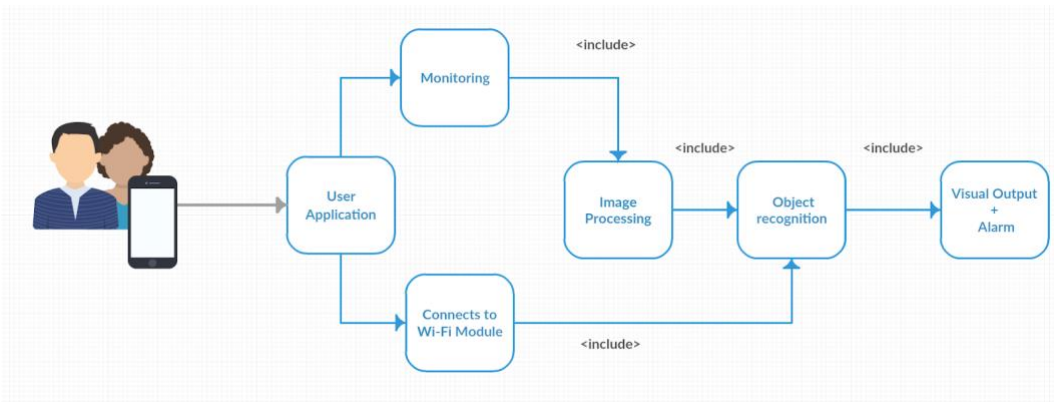 Monitoring
<include>
User
Application
Image
Processing
<include>
Object
recognition
<include>
Visual Output
+
Alarm
Connects to
Wi-Fi Module
<include>